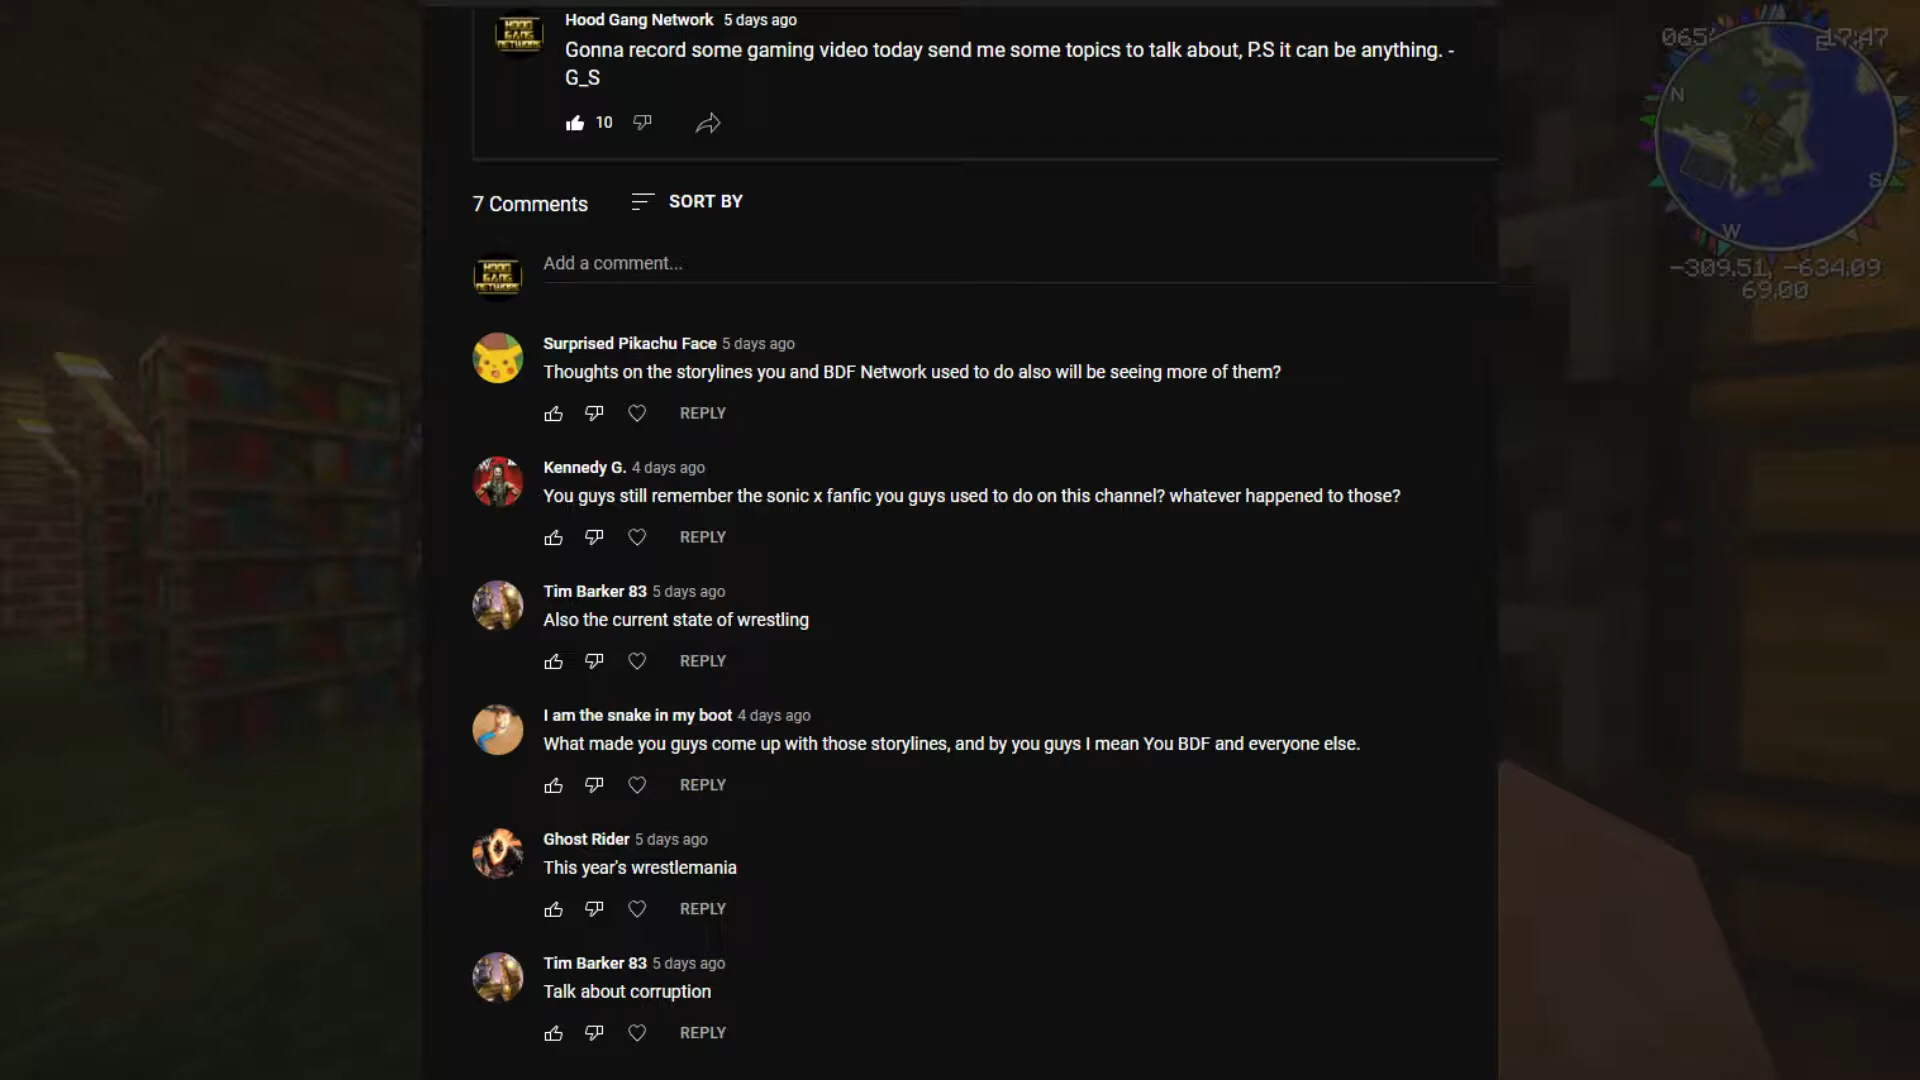 Hood Gang Network 5 days ago
Gonna record some gaming video today send me some topics to talk about, P.S it can be anything. -
G_S
10
7 Comments
SORT BY
HOOD GANG NETWORK
Add a comment...
Surprised Pikachu Face 5 days ago
Thoughts on the storylines you and BDF Network used to do also will be seeing more of them?
REPLY
Kennedy G. 4 days ago
You guys still remember the sonic x fanfic you guys used to do on this channel? whatever happened to those?
REPLY
Tim Barker 83 5 days ago
Also the current state of wrestling
REPLY
I am the snake in my boot 4 days ago
What made you guys come up with those storylines, and by you guys I mean You BDF and everyone else.
REPLY
Ghost Rider 5 days ago
This year's wrestlemania
REPLY
Tim Barker 83 5 days ago
Talk about corruption
REPLY
065°
17:47
N
E
S
W
-309.51, -634.09
69.00